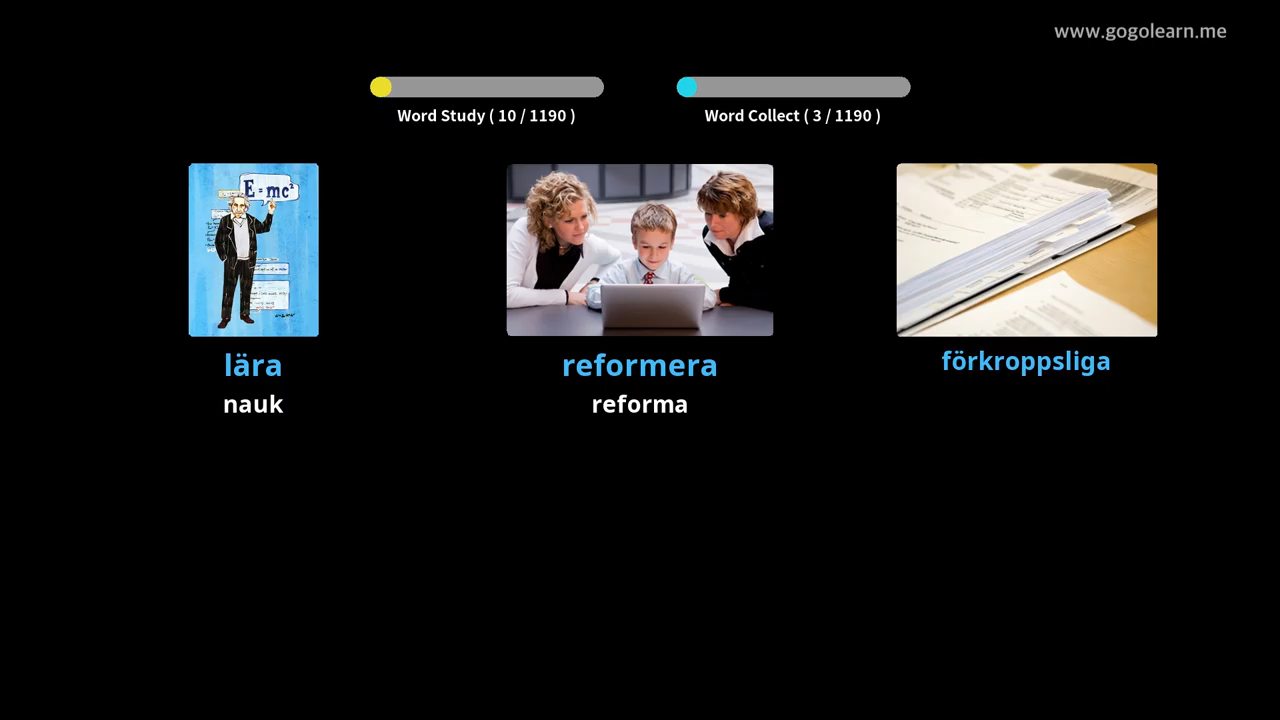 www.gogolearn.me
Word Study ( 10 / 1190 )
Word Collect ( 3 / 1190 )
E=mc²
lära
nauk
reformera
reforma
förkroppsliga